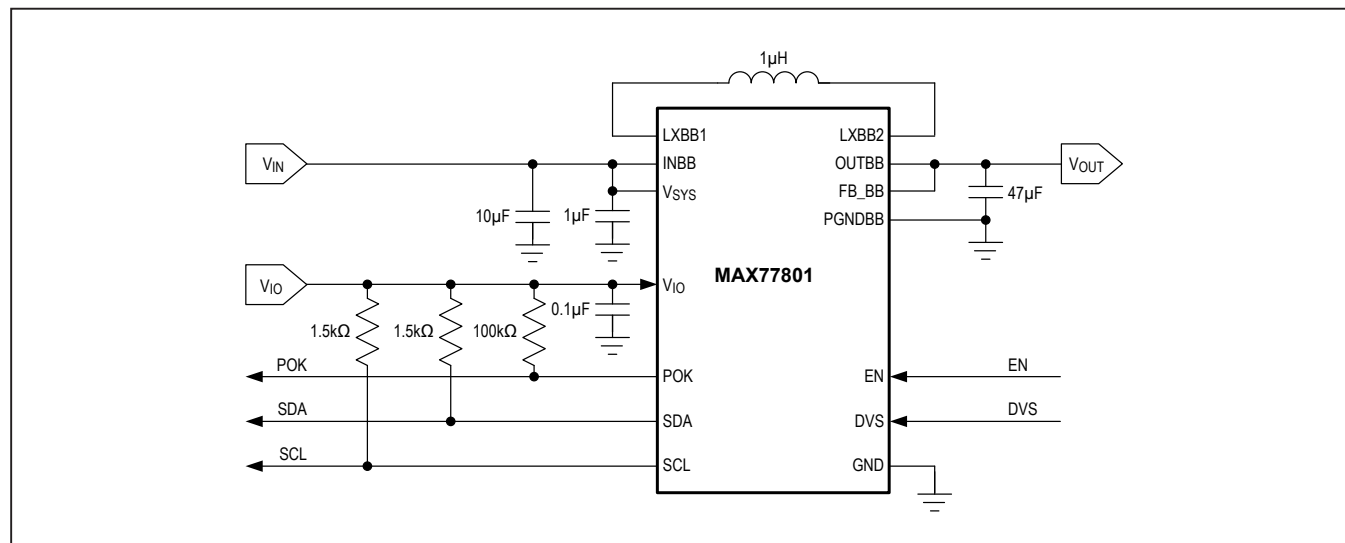 1µH
LXBB1
LXBB2
VIN
INBB
OUTBB
VOUT
VSYS
FB_BB
10µF
1µF
47µF
PGNDBB
MAX77801
VIO
VIO
0.1µF
1.5kΩ
1.5kΩ
100kΩ
POK
POK
EN
EN
SDA
SDA
DVS
DVS
SCL
SCL
GND